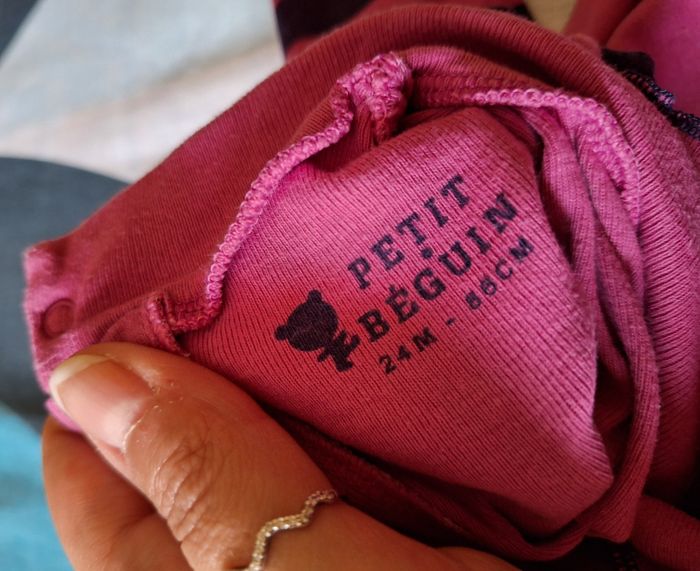 PETIT
BÉGUIN
24M - 86CM